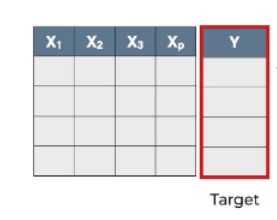 X₁ X₂ X₃ Xₚ Y
Target